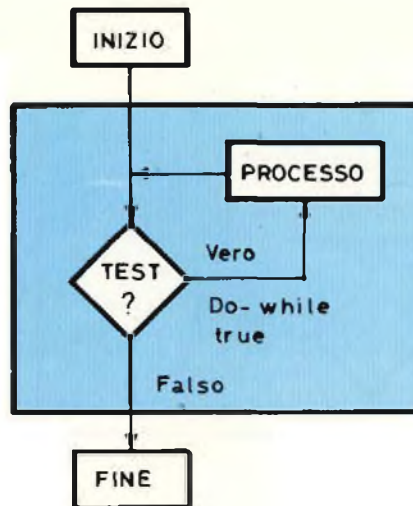 INIZIO
PROCESSO
TEST
?
Vero
Do-while
true
Falso
FINE